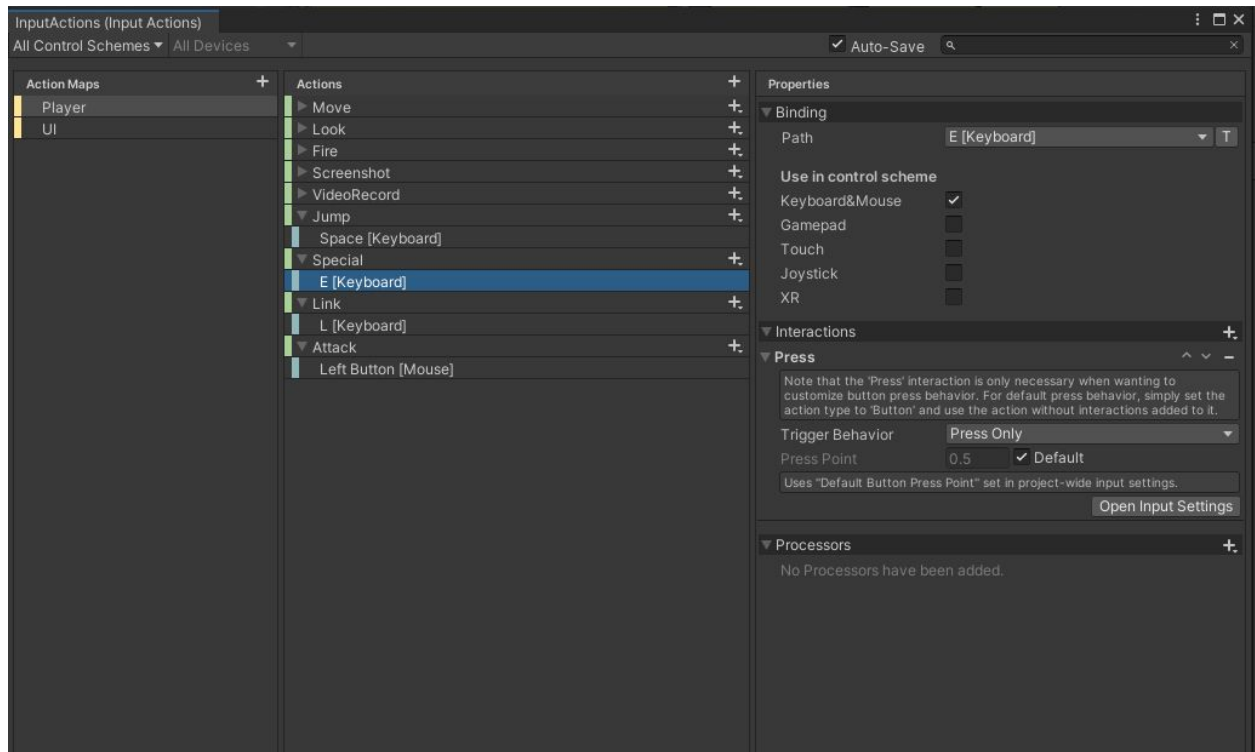 InputActions (Input Actions)
All Control Schemes All Devices
Auto-Save
Action Maps
Player
UI
Actions
Move
Look
Fire
Screenshot
VideoRecord
Jump
Space [Keyboard]
Special
E [Keyboard]
Link
L [Keyboard]
Attack
Left Button [Mouse]
Properties
Binding
Path E [Keyboard] T
Use in control scheme
Keyboard&Mouse
Gamepad
Touch
Joystick
XR
Interactions
Press
Note that the 'Press' interaction is only necessary when wanting to
customize button press behavior. For default press behavior, simply set the
action type to 'Button' and use the action without interactions added to it.
Trigger Behavior Press Only
Press Point 0.5 Default
Uses "Default Button Press Point" set in project-wide input settings.
Open Input Settings
Processors
No Processors have been added.